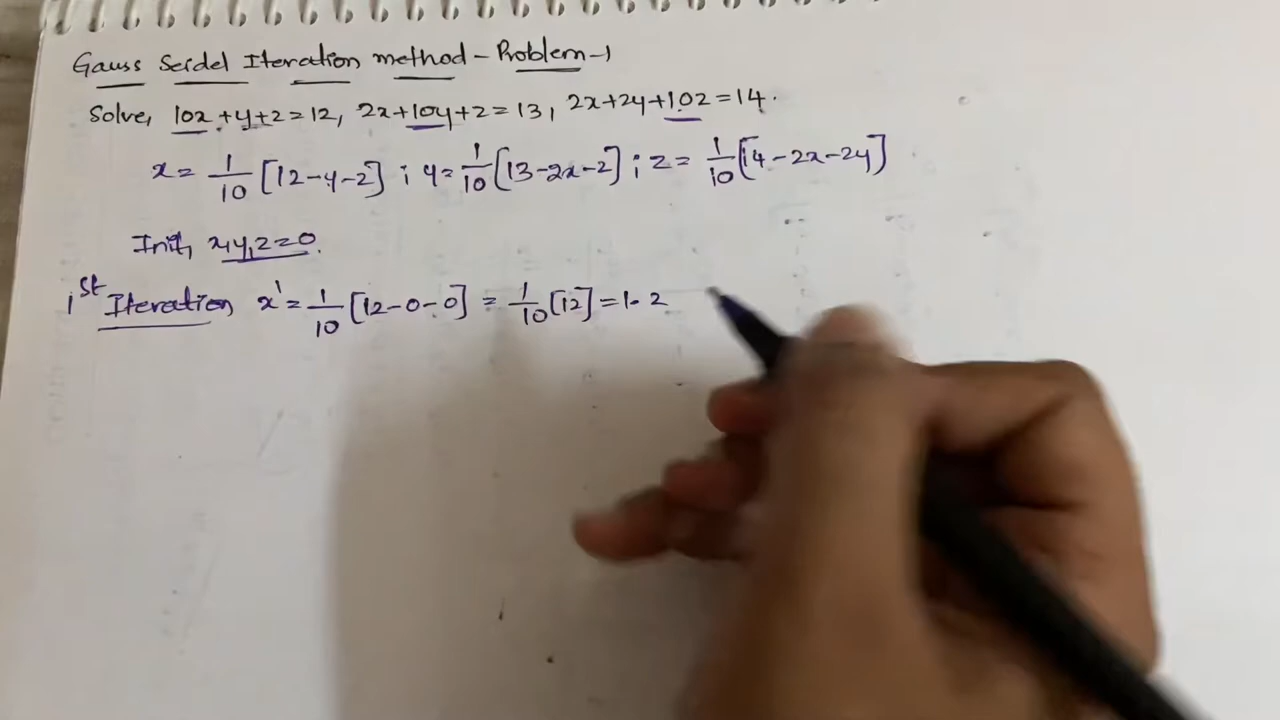 Gauss Seidel Iteration method - Problem-1
Solve, 10x+y+z=12, 2x+10y+z=13, 2x+2y+10z=14.
x = 1/10 [12-y-z] ; y = 1/10 [13-2x-z] ; z = 1/10 [14-2x-2y]
Init, x,y,z=0.
1st Iteration x¹ = 1/10 [12-0-0] = 1/10 [12] = 1.2